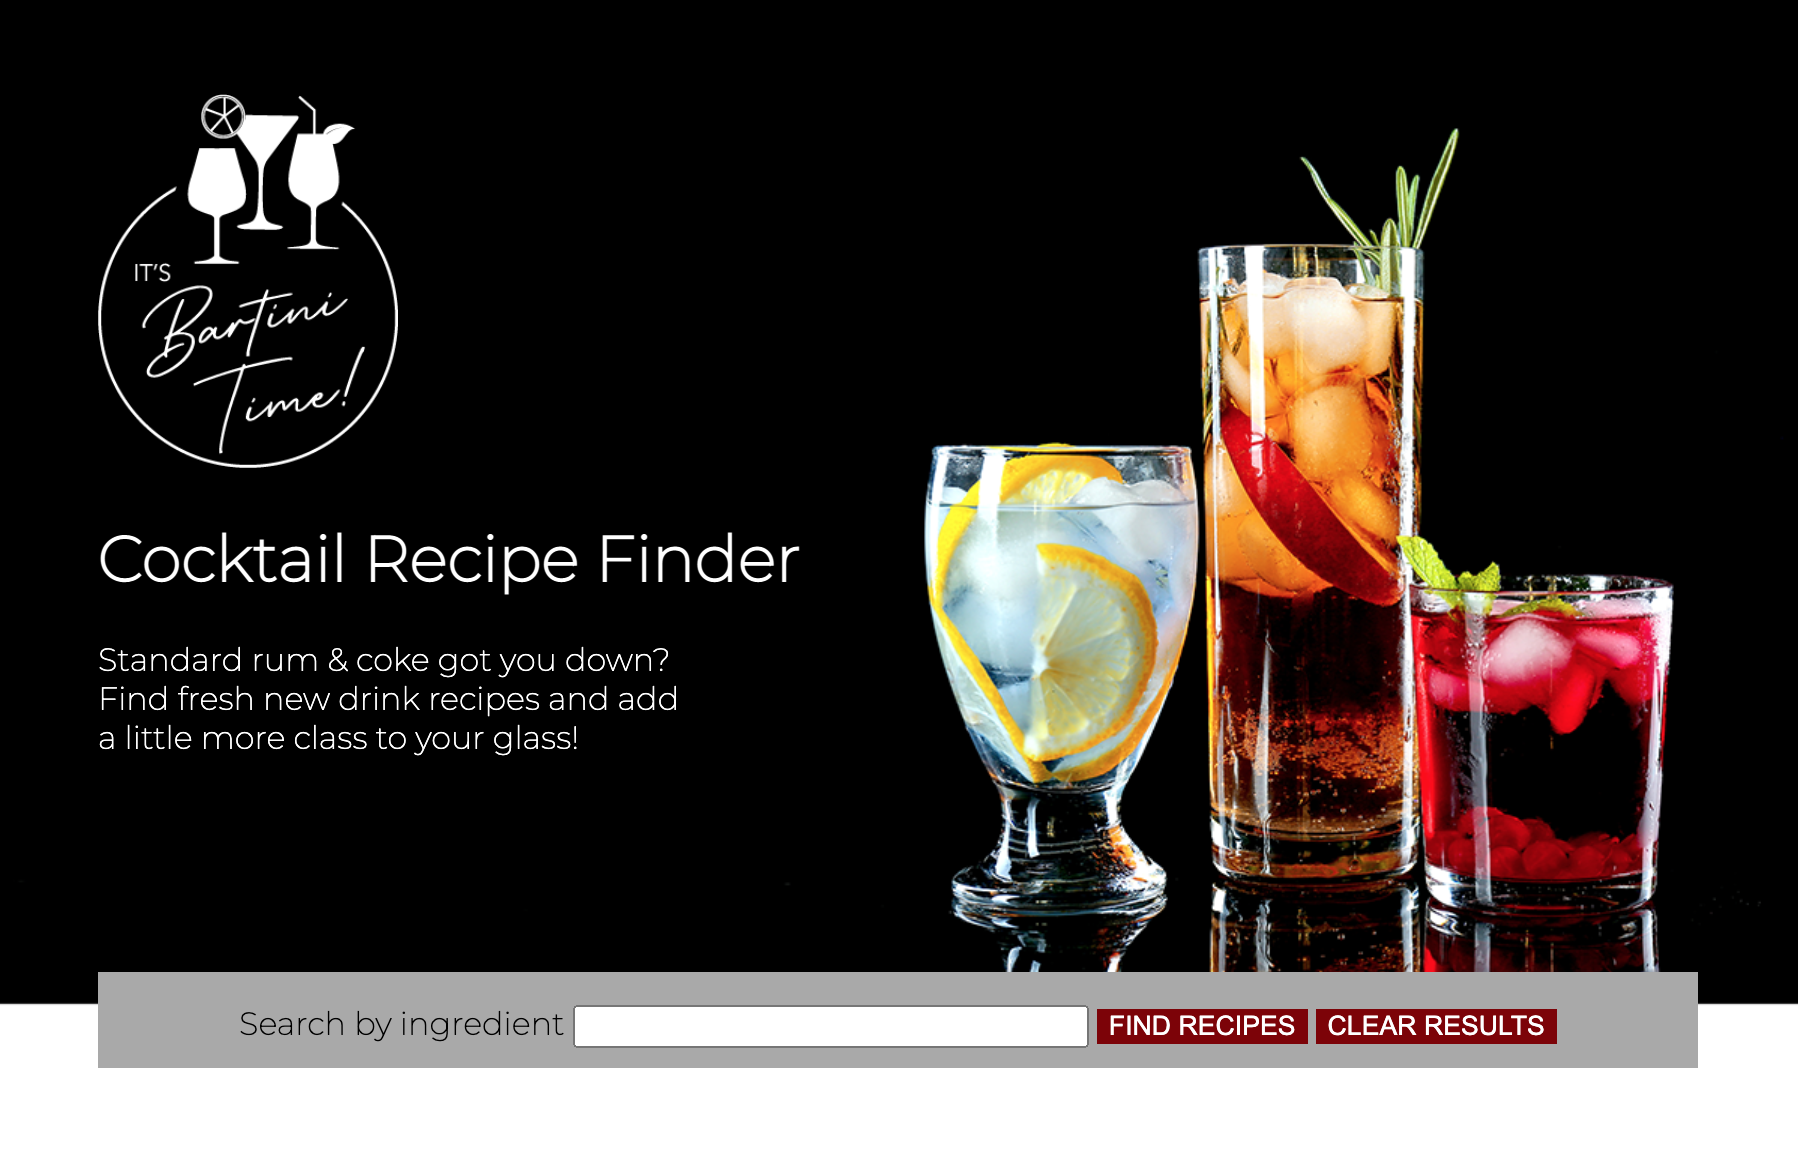 IT'S
Bartini
Time!
Cocktail Recipe Finder
Standard rum & coke got you down?
Find fresh new drink recipes and add
a little more class to your glass!
Search by ingredient FIND RECIPES CLEAR RESULTS